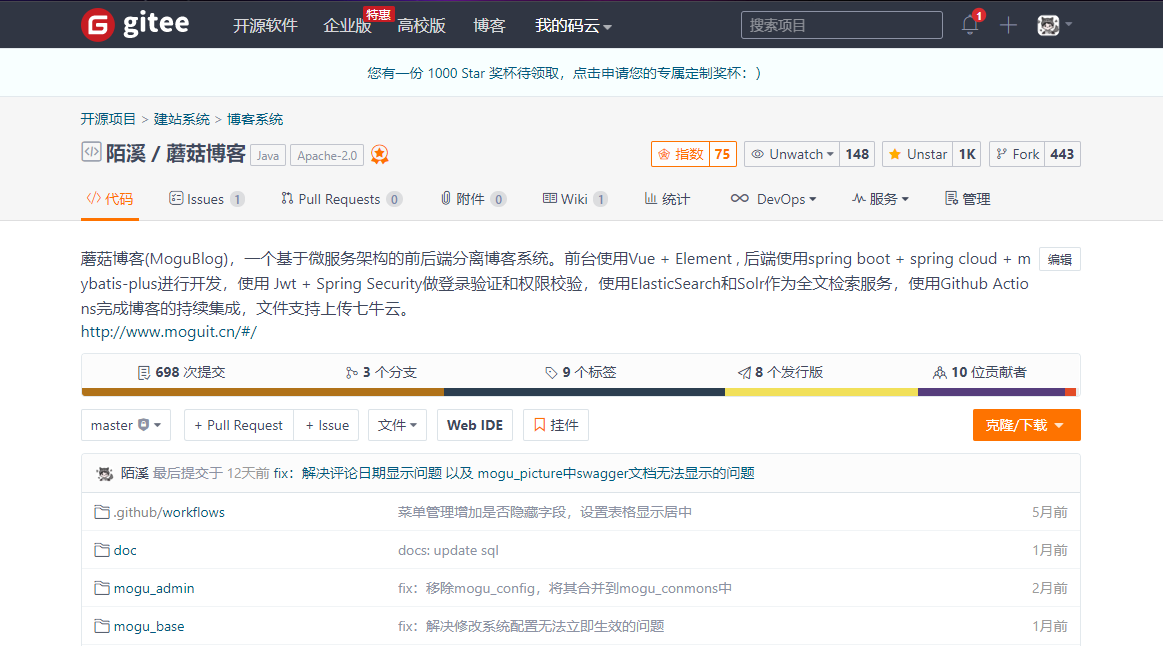 gitee 开源软件 企业版 特惠 高校版 博客 我的码云 搜索项目 1
您有一份 1000 Star 奖杯待领取，点击申请您的专属定制奖杯：）
开源项目 > 建站系统 > 博客系统
陌溪 / 蘑菇博客 Java Apache-2.0 指数 75 Unwatch 148 Unstar 1K Fork 443
代码 Issues 1 Pull Requests 0 附件 0 Wiki 1 统计 DevOps 服务 管理
蘑菇博客(MoguBlog)，一个基于微服务架构的前后端分离博客系统。前台使用Vue + Element , 后端使用spring boot + spring cloud + m 编辑
ybatis-plus进行开发，使用 Jwt + Spring Security做登录验证和权限校验，使用ElasticSearch和Solr作为全文检索服务，使用Github Actio
ns完成博客的持续集成，文件支持上传七牛云。
http://www.moguit.cn/#/
698 次提交 3 个分支 9 个标签 8 个发行版 10 位贡献者
master + Pull Request + Issue 文件 Web IDE 挂件 克隆/下载
陌溪 最后提交于 12天前 fix：解决评论日期显示问题 以及 mogu_picture中swagger文档无法显示的问题
.github/workflows 菜单管理增加是否隐藏字段，设置表格显示居中 5月前
doc docs: update sql 1月前
mogu_admin fix：移除mogu_config，将其合并到mogu_conmons中 2月前
mogu_base fix：解决修改系统配置无法立即生效的问题 1月前